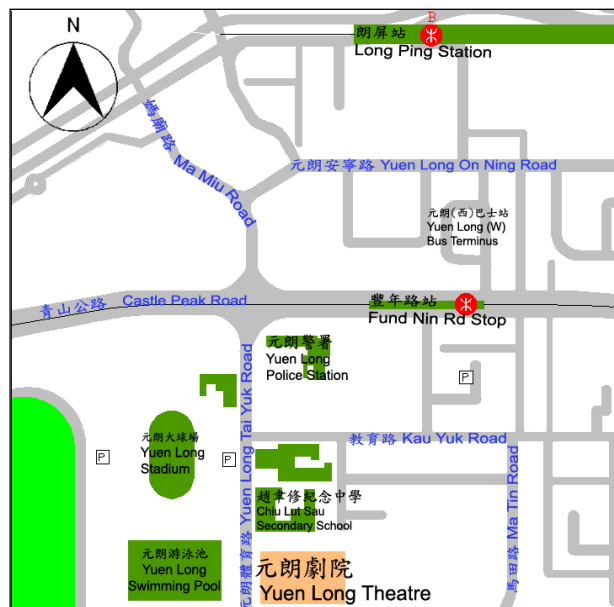 N
B
朗屏站
Long Ping Station
媽廟路 Ma Miu Road
元朗安寧路 Yuen Long On Ning Road
元朗(西)巴士站
Yuen Long (W)
Bus Terminus
青山公路 Castle Peak Road
豐年路站
Fund Nin Rd Stop
元朗警署
Yuen Long
Police Station
P
元朗大球場
Yuen Long
Stadium
P
P
教育路 Kau Yuk Road
元朗體育路 Yuen Long Tai Yuk Road
馬田路 Ma Tin Road
趙聿修紀念中學
Chiu Lut Sau
Secondary School
元朗游泳池
Yuen Long
Swimming Pool
元朗劇院
Yuen Long Theatre